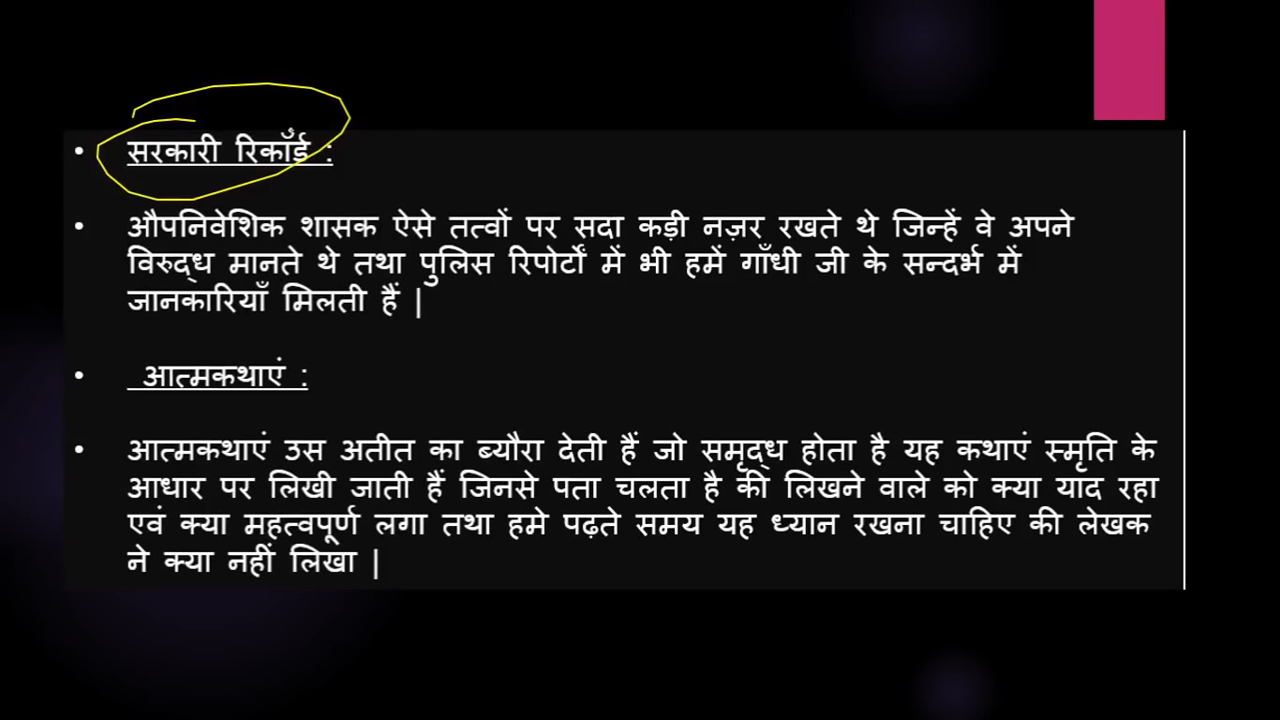 • सरकारी रिकॉर्ड :
• औपनिवेशिक शासक ऐसे तत्वों पर सदा कड़ी नज़र रखते थे जिन्हें वे अपने
विरुद्ध मानते थे तथा पुलिस रिपोर्टों में भी हमें गाँधी जी के सन्दर्भ में
जानकारियाँ मिलती हैं |
• आत्मकथाएं :
• आत्मकथाएं उस अतीत का ब्यौरा देती हैं जो समृद्ध होता है यह कथाएं स्मृति के
आधार पर लिखी जाती हैं जिनसे पता चलता है की लिखने वाले को क्या याद रहा
एवं क्या महत्वपूर्ण लगा तथा हमे पढ़ते समय यह ध्यान रखना चाहिए की लेखक
ने क्या नहीं लिखा |